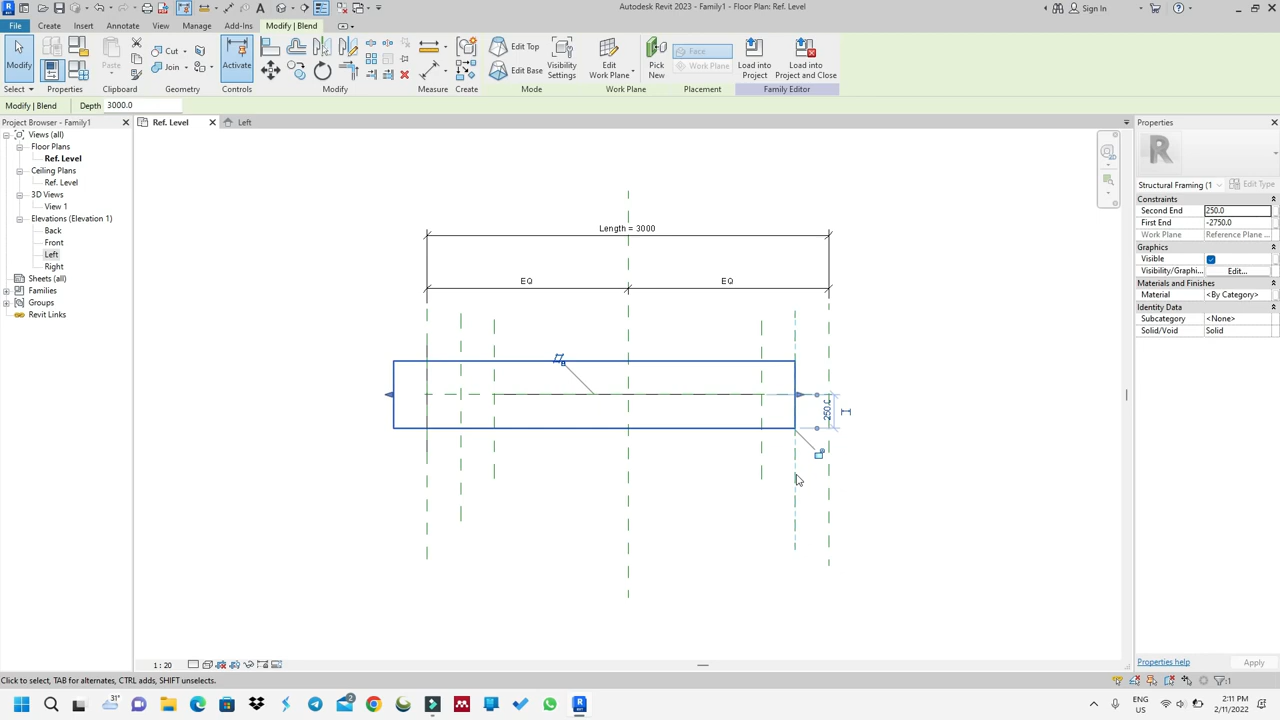 Autodesk Revit 2023 - Family1 - Floor Plan: Ref. Level
Sign In
File Create Insert Annotate View Manage Add-Ins Modify | Blend
Modify Paste Cut Join Activate Edit Top Edit Base Visibility Settings Edit Work Plane Pick New Face Work Plane Load into Project Load into Project and Close
Select Properties Clipboard Geometry Controls Modify Measure Create Mode Work Plane Placement Family Editor
Modify | Blend Depth 3000.0
Project Browser - Family1
Views (all)
Floor Plans
Ref. Level
Ceiling Plans
Ref. Level
3D Views
View 1
Elevations (Elevation 1)
Back
Front
Left
Right
Sheets (all)
Families
Groups
Revit Links
Ref. Level Left
Length = 3000
EQ EQ
250.0
Properties
R
Structural Framing (1 Edit Type
Constraints
Second End 250.0
First End -2750.0
Work Plane Reference Plane ...
Graphics
Visible
Visibility/Graphi... Edit...
Materials and Finishes
Material <By Category>
Identity Data
Subcategory <None>
Solid/Void Solid
Properties help Apply
1 : 20
Click to select, TAB for alternates, CTRL adds, SHIFT unselects.
:1
31°
2
ENG
US
2:11 PM
2/11/2022